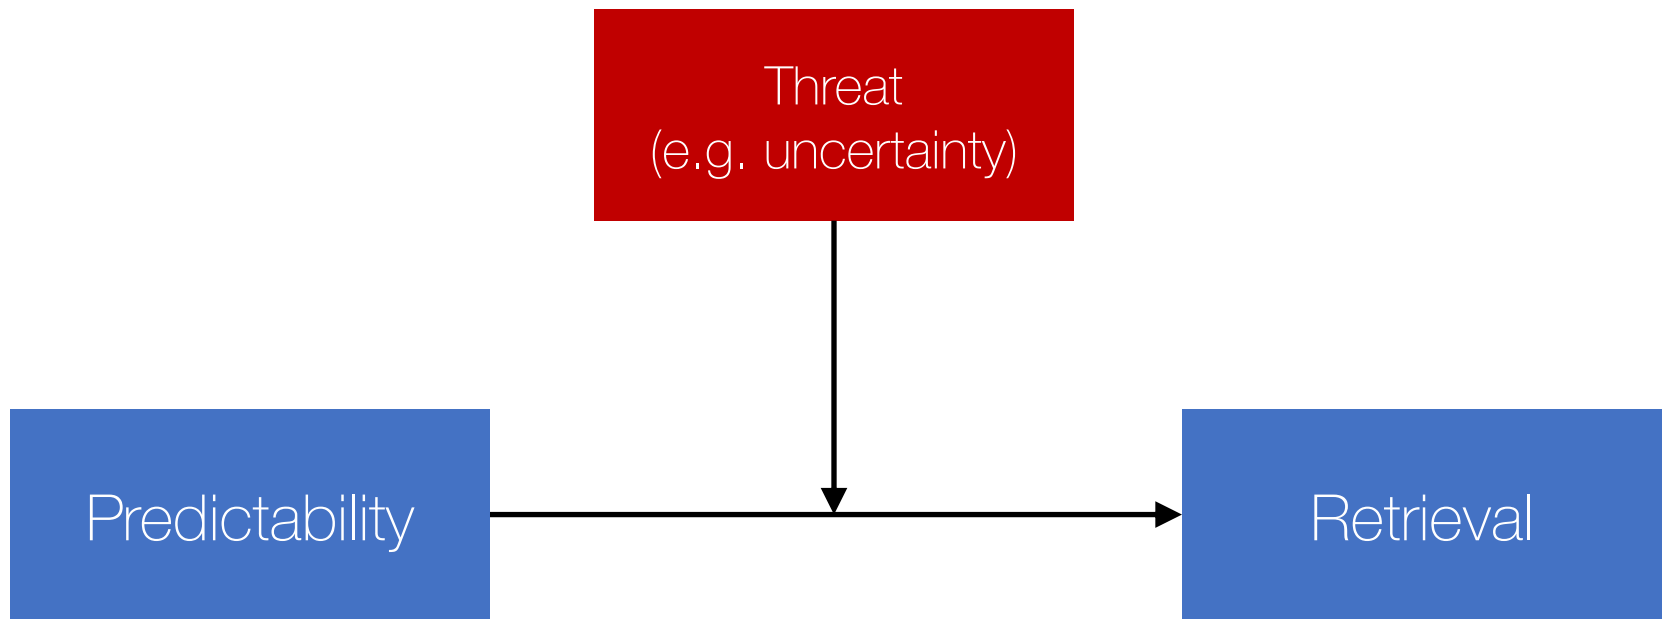 Threat
(e.g. uncertainty)
Predictability
Retrieval